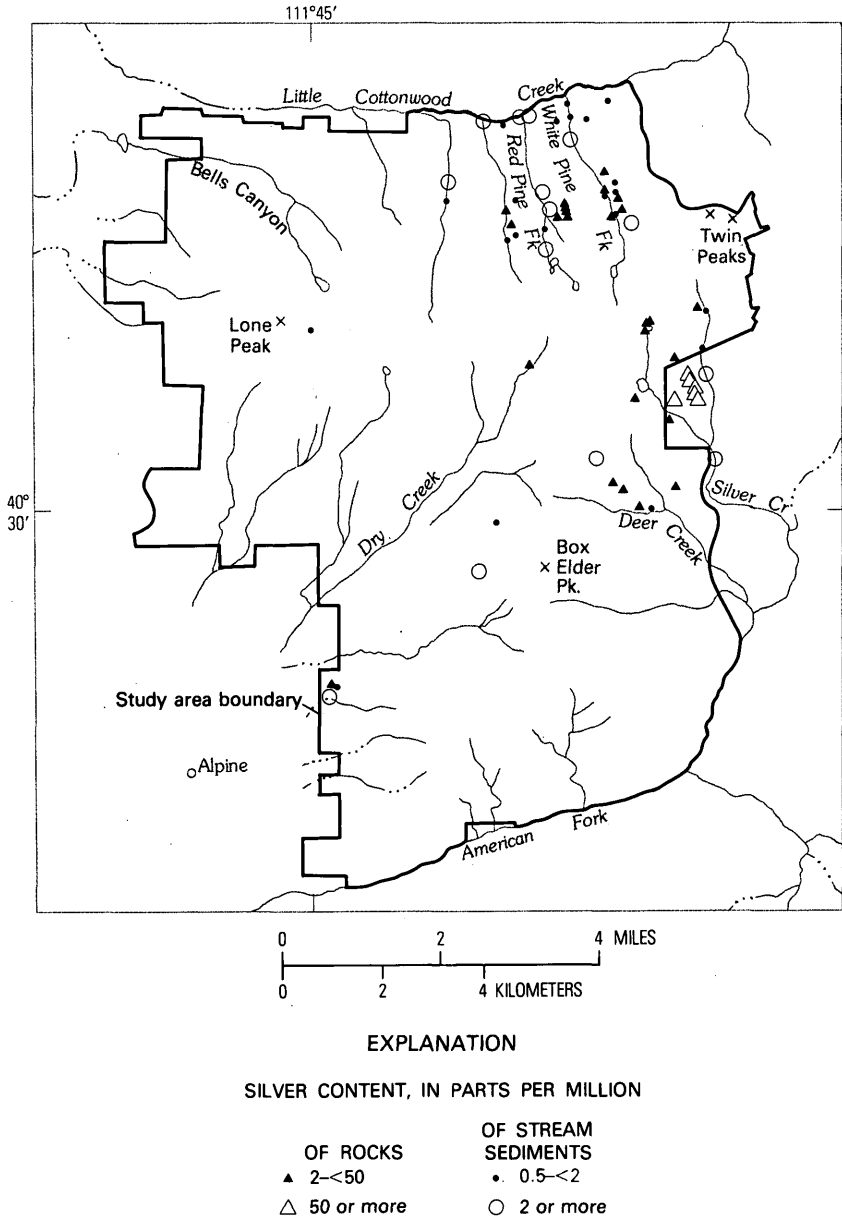 111°45'
Little Cottonwood Creek
Bells Canyon
Red Pine Fk
White Pine Fk
Twin
Peaks
Lone
Peak
40°
30'
Dry Creek
Silver Cr
Deer Creek
Box
Elder
Pk.
Study area boundary
Alpine
American Fork
0 2 4 MILES
0 2 4 KILOMETERS
EXPLANATION
SILVER CONTENT, IN PARTS PER MILLION
OF ROCKS
▲ 2–<50
△ 50 or more
OF STREAM
SEDIMENTS
• 0.5–<2
○ 2 or more